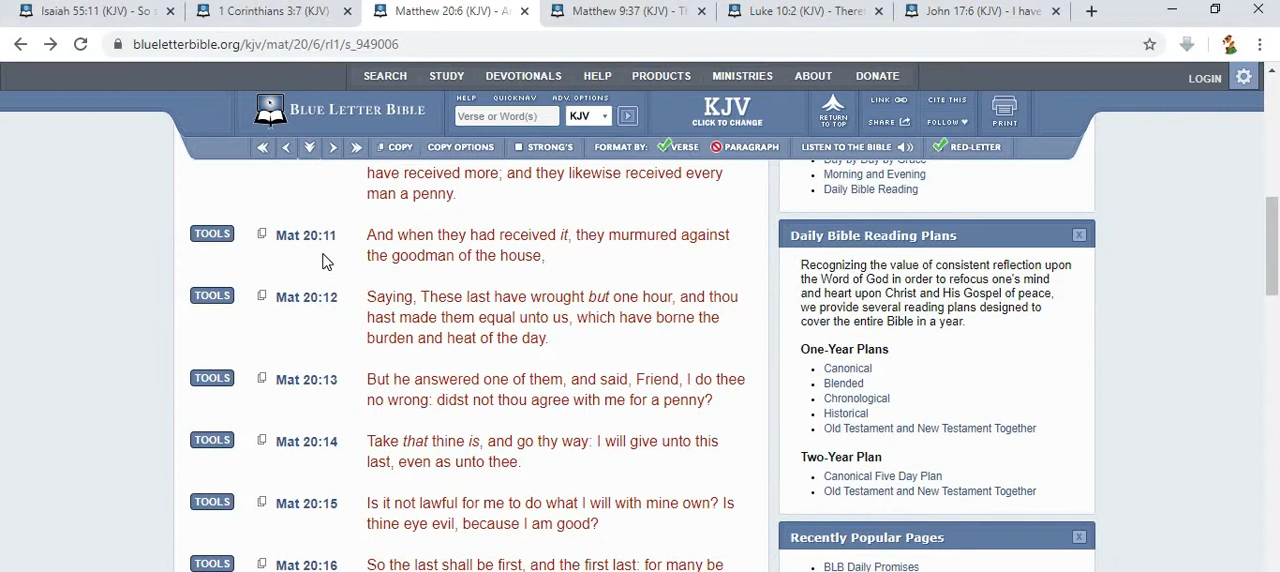 Isaiah 55:11 (KJV) - So s
1 Corinthians 3:7 (KJV)
Matthew 20:6 (KJV) - A
Matthew 9:37 (KJV) - T
Luke 10:2 (KJV) - There
John 17:6 (KJV) - I have
blueletterbible.org/kjv/mat/20/6/rl1/s_949006
SEARCH STUDY DEVOTIONALS HELP PRODUCTS MINISTRIES ABOUT DONATE
LOGIN
BLUE LETTER BIBLE
HELP QUICKNAV ADV. OPTIONS
Verse or Word(s) KJV
KJV
CLICK TO CHANGE
RETURN
TO TOP
LINK CITE THIS
SHARE FOLLOW
PRINT
COPY COPY OPTIONS STRONG'S FORMAT BY: VERSE PARAGRAPH LISTEN TO THE BIBLE RED-LETTER
have received more; and they likewise received every
man a penny.
TOOLS Mat 20:11 And when they had received it, they murmured against
the goodman of the house,
TOOLS Mat 20:12 Saying, These last have wrought but one hour, and thou
hast made them equal unto us, which have borne the
burden and heat of the day.
TOOLS Mat 20:13 But he answered one of them, and said, Friend, I do thee
no wrong: didst not thou agree with me for a penny?
TOOLS Mat 20:14 Take that thine is, and go thy way: I will give unto this
last, even as unto thee.
TOOLS Mat 20:15 Is it not lawful for me to do what I will with mine own? Is
thine eye evil, because I am good?
TOOLS Mat 20:16 So the last shall be first, and the first last: for many be
Day by Day by Grace
Morning and Evening
Daily Bible Reading
Daily Bible Reading Plans
Recognizing the value of consistent reflection upon
the Word of God in order to refocus one's mind
and heart upon Christ and His Gospel of peace,
we provide several reading plans designed to
cover the entire Bible in a year.
One-Year Plans
Canonical
Blended
Chronological
Historical
Old Testament and New Testament Together
Two-Year Plan
Canonical Five Day Plan
Old Testament and New Testament Together
Recently Popular Pages
BLB Daily Promises